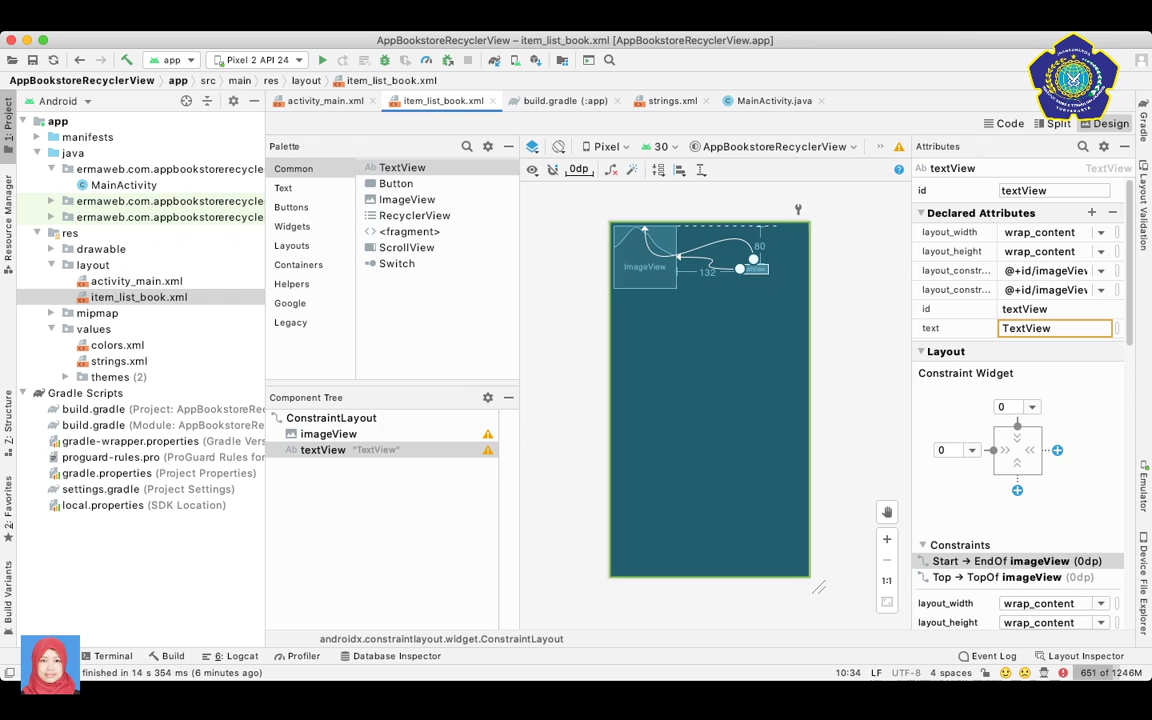 AppBookstoreRecyclerView – item_list_book.xml [AppBookstoreRecyclerView.app]
app
Pixel 2 API 24
AppBookstoreRecyclerView
app
src
main
res
layout
item_list_book.xml
Android
activity_main.xml
item_list_book.xml
build.gradle (:app)
strings.xml
MainActivity.java
Code
Split
Design
1: Project
Resource Manager
Z: Structure
2: Favorites
Build Variants
app
manifests
java
ermaweb.com.appbookstorerecycle
MainActivity
ermaweb.com.appbookstorerecycle
ermaweb.com.appbookstorerecycle
res
drawable
layout
activity_main.xml
item_list_book.xml
mipmap
values
colors.xml
strings.xml
themes (2)
Gradle Scripts
build.gradle (Project: AppBookstoreRe
build.gradle (Module: AppBookstoreRe
gradle-wrapper.properties (Gradle Vers
proguard-rules.pro (ProGuard Rules for
gradle.properties (Project Properties)
settings.gradle (Project Settings)
local.properties (SDK Location)
Palette
Common
Text
Buttons
Widgets
Layouts
Containers
Helpers
Google
Legacy
Ab TextView
Button
ImageView
RecyclerView
<fragment>
ScrollView
Switch
Component Tree
ConstraintLayout
imageView
Ab textView "TextView"
Pixel
30
AppBookstoreRecyclerView
0dp
ImageView
80
132
1:1
androidx.constraintlayout.widget.ConstraintLayout
Attributes
Ab textView
TextView
id
textView
Declared Attributes
layout_width
wrap_content
layout_height
wrap_content
layout_constr...
@+id/imageView
layout_constr...
@+id/imageView
id
textView
text
TextView
Layout
Constraint Widget
0
0
Constraints
Start → EndOf imageView (0dp)
Top → TopOf imageView (0dp)
layout_width
wrap_content
layout_height
wrap_content
Gradle
Layout Validation
Emulator
Device File Explorer
Terminal
Build
6: Logcat
Profiler
Database Inspector
Event Log
Layout Inspector
finished in 14 s 354 ms (6 minutes ago)
10:34
LF
UTF-8
4 spaces
651 of 1246M